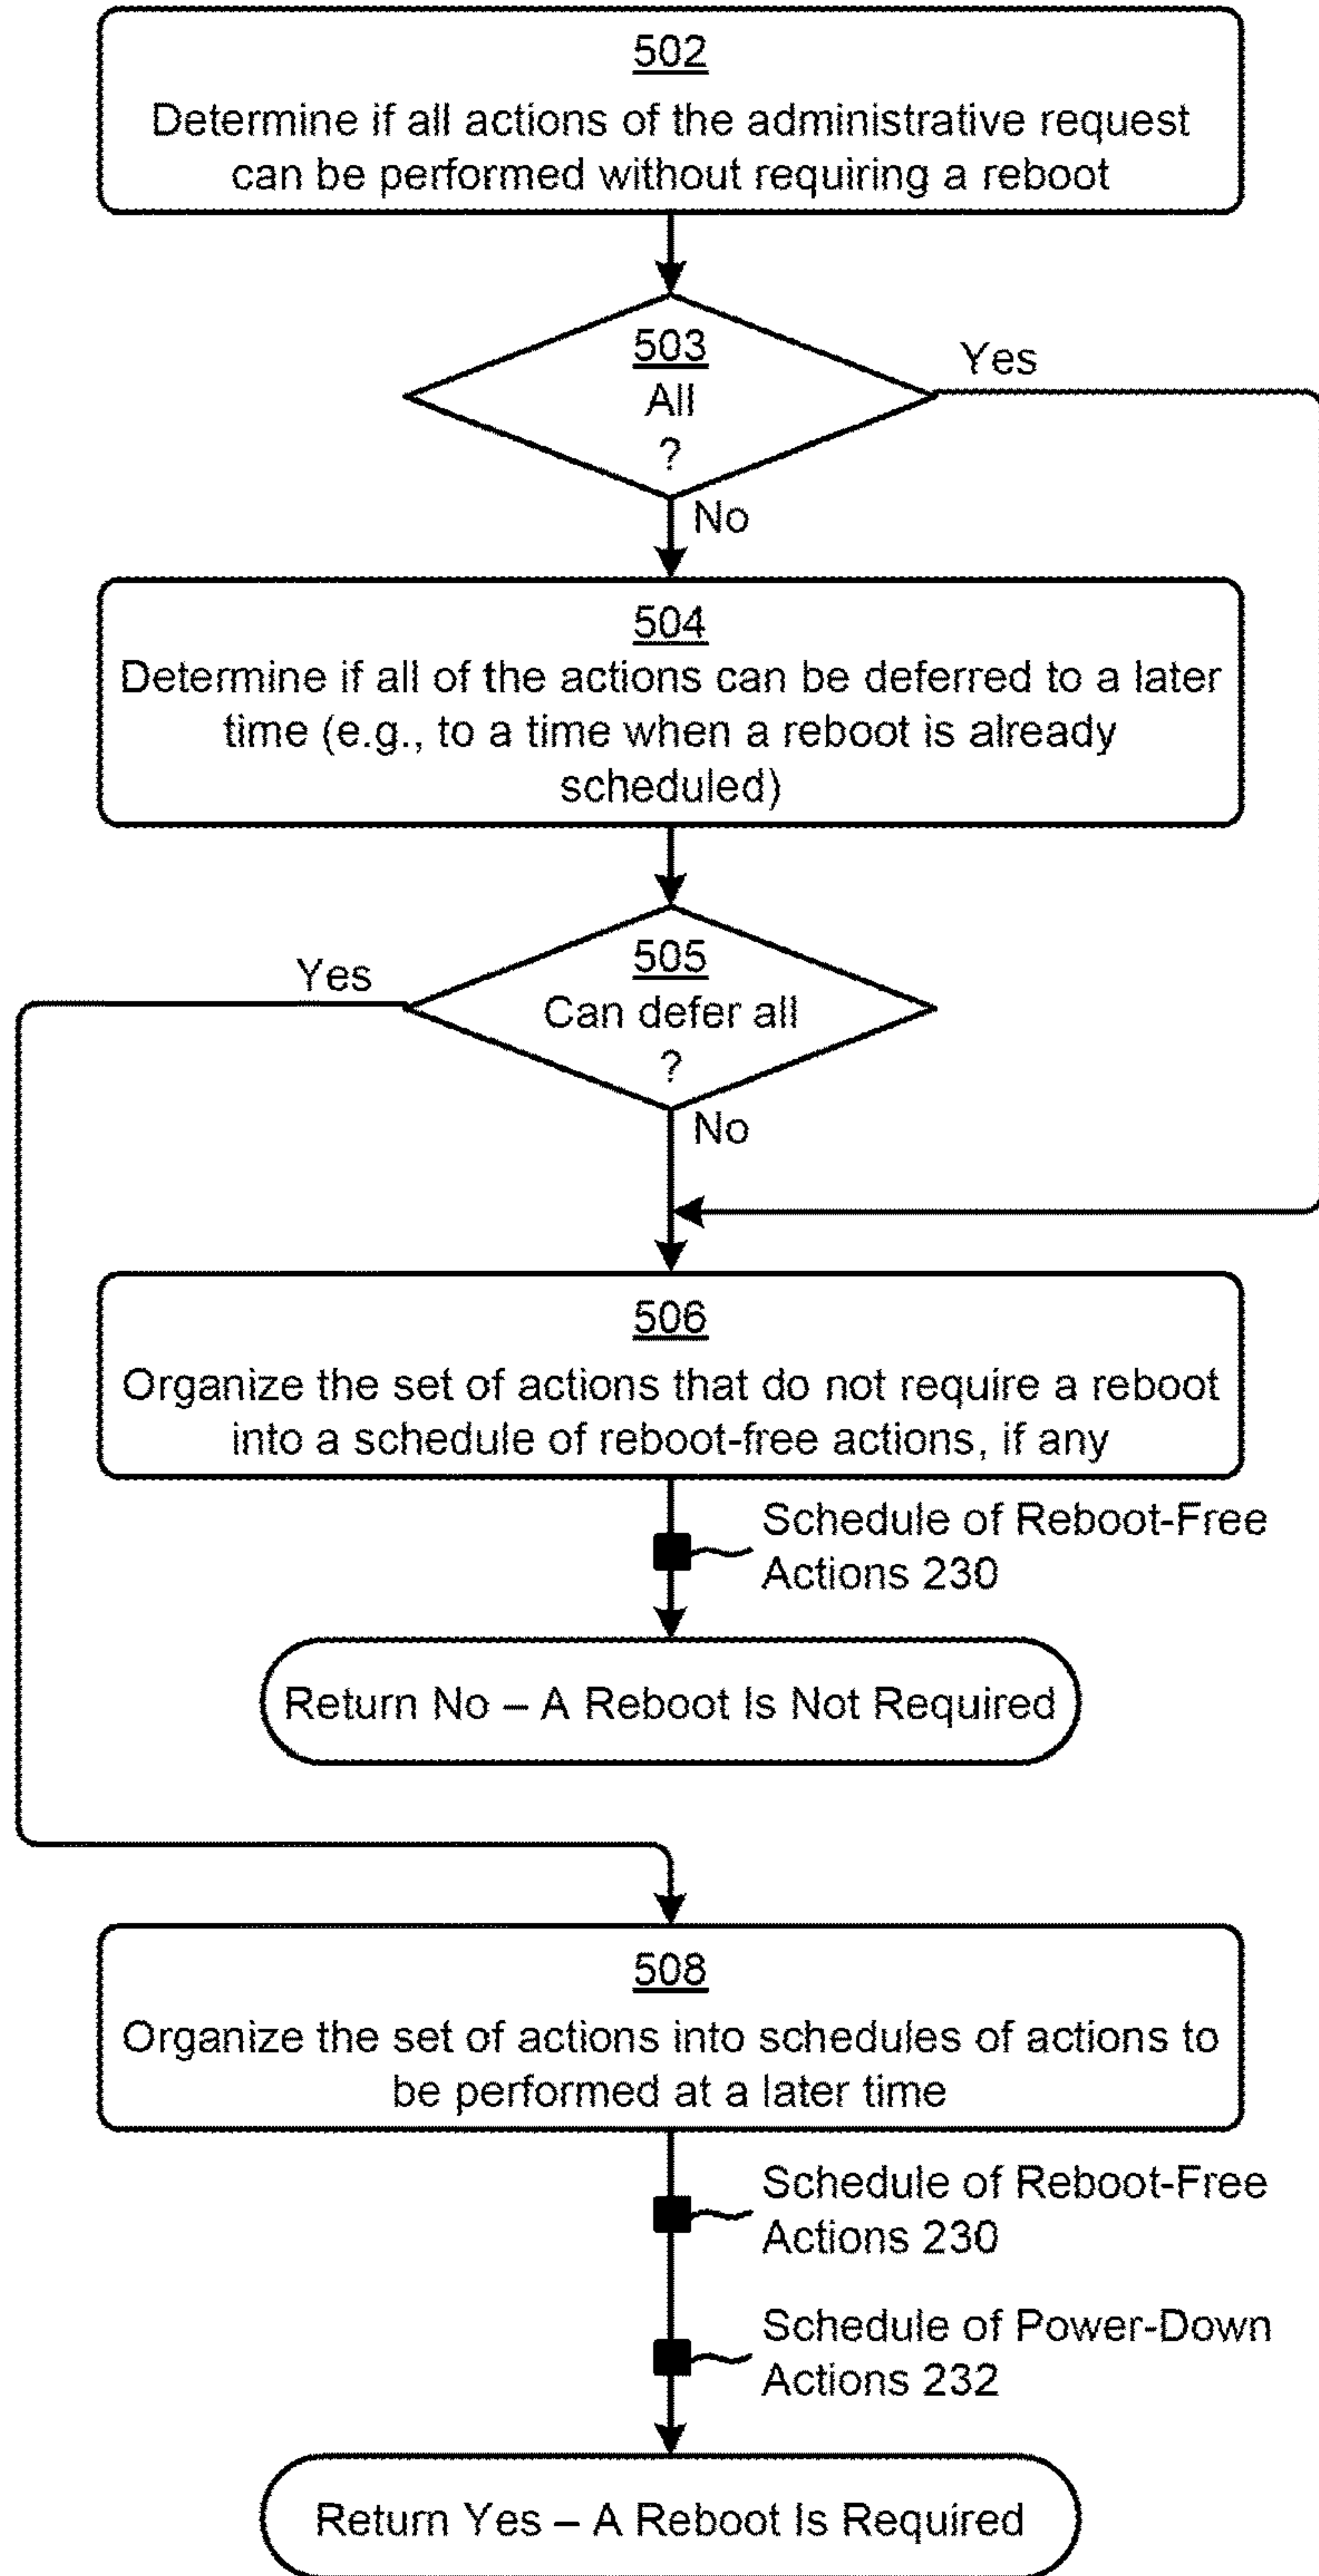 502
Determine if all actions of the administrative request
can be performed without requiring a reboot
503
All
?
Yes
No
504
Determine if all of the actions can be deferred to a later
time (e.g., to a time when a reboot is already
scheduled)
505
Can defer all
?
Yes
No
506
Organize the set of actions that do not require a reboot
into a schedule of reboot-free actions, if any
Schedule of Reboot-Free
Actions 230
Return No – A Reboot Is Not Required
508
Organize the set of actions into schedules of actions to
be performed at a later time
Schedule of Reboot-Free
Actions 230
Schedule of Power-Down
Actions 232
Return Yes – A Reboot Is Required